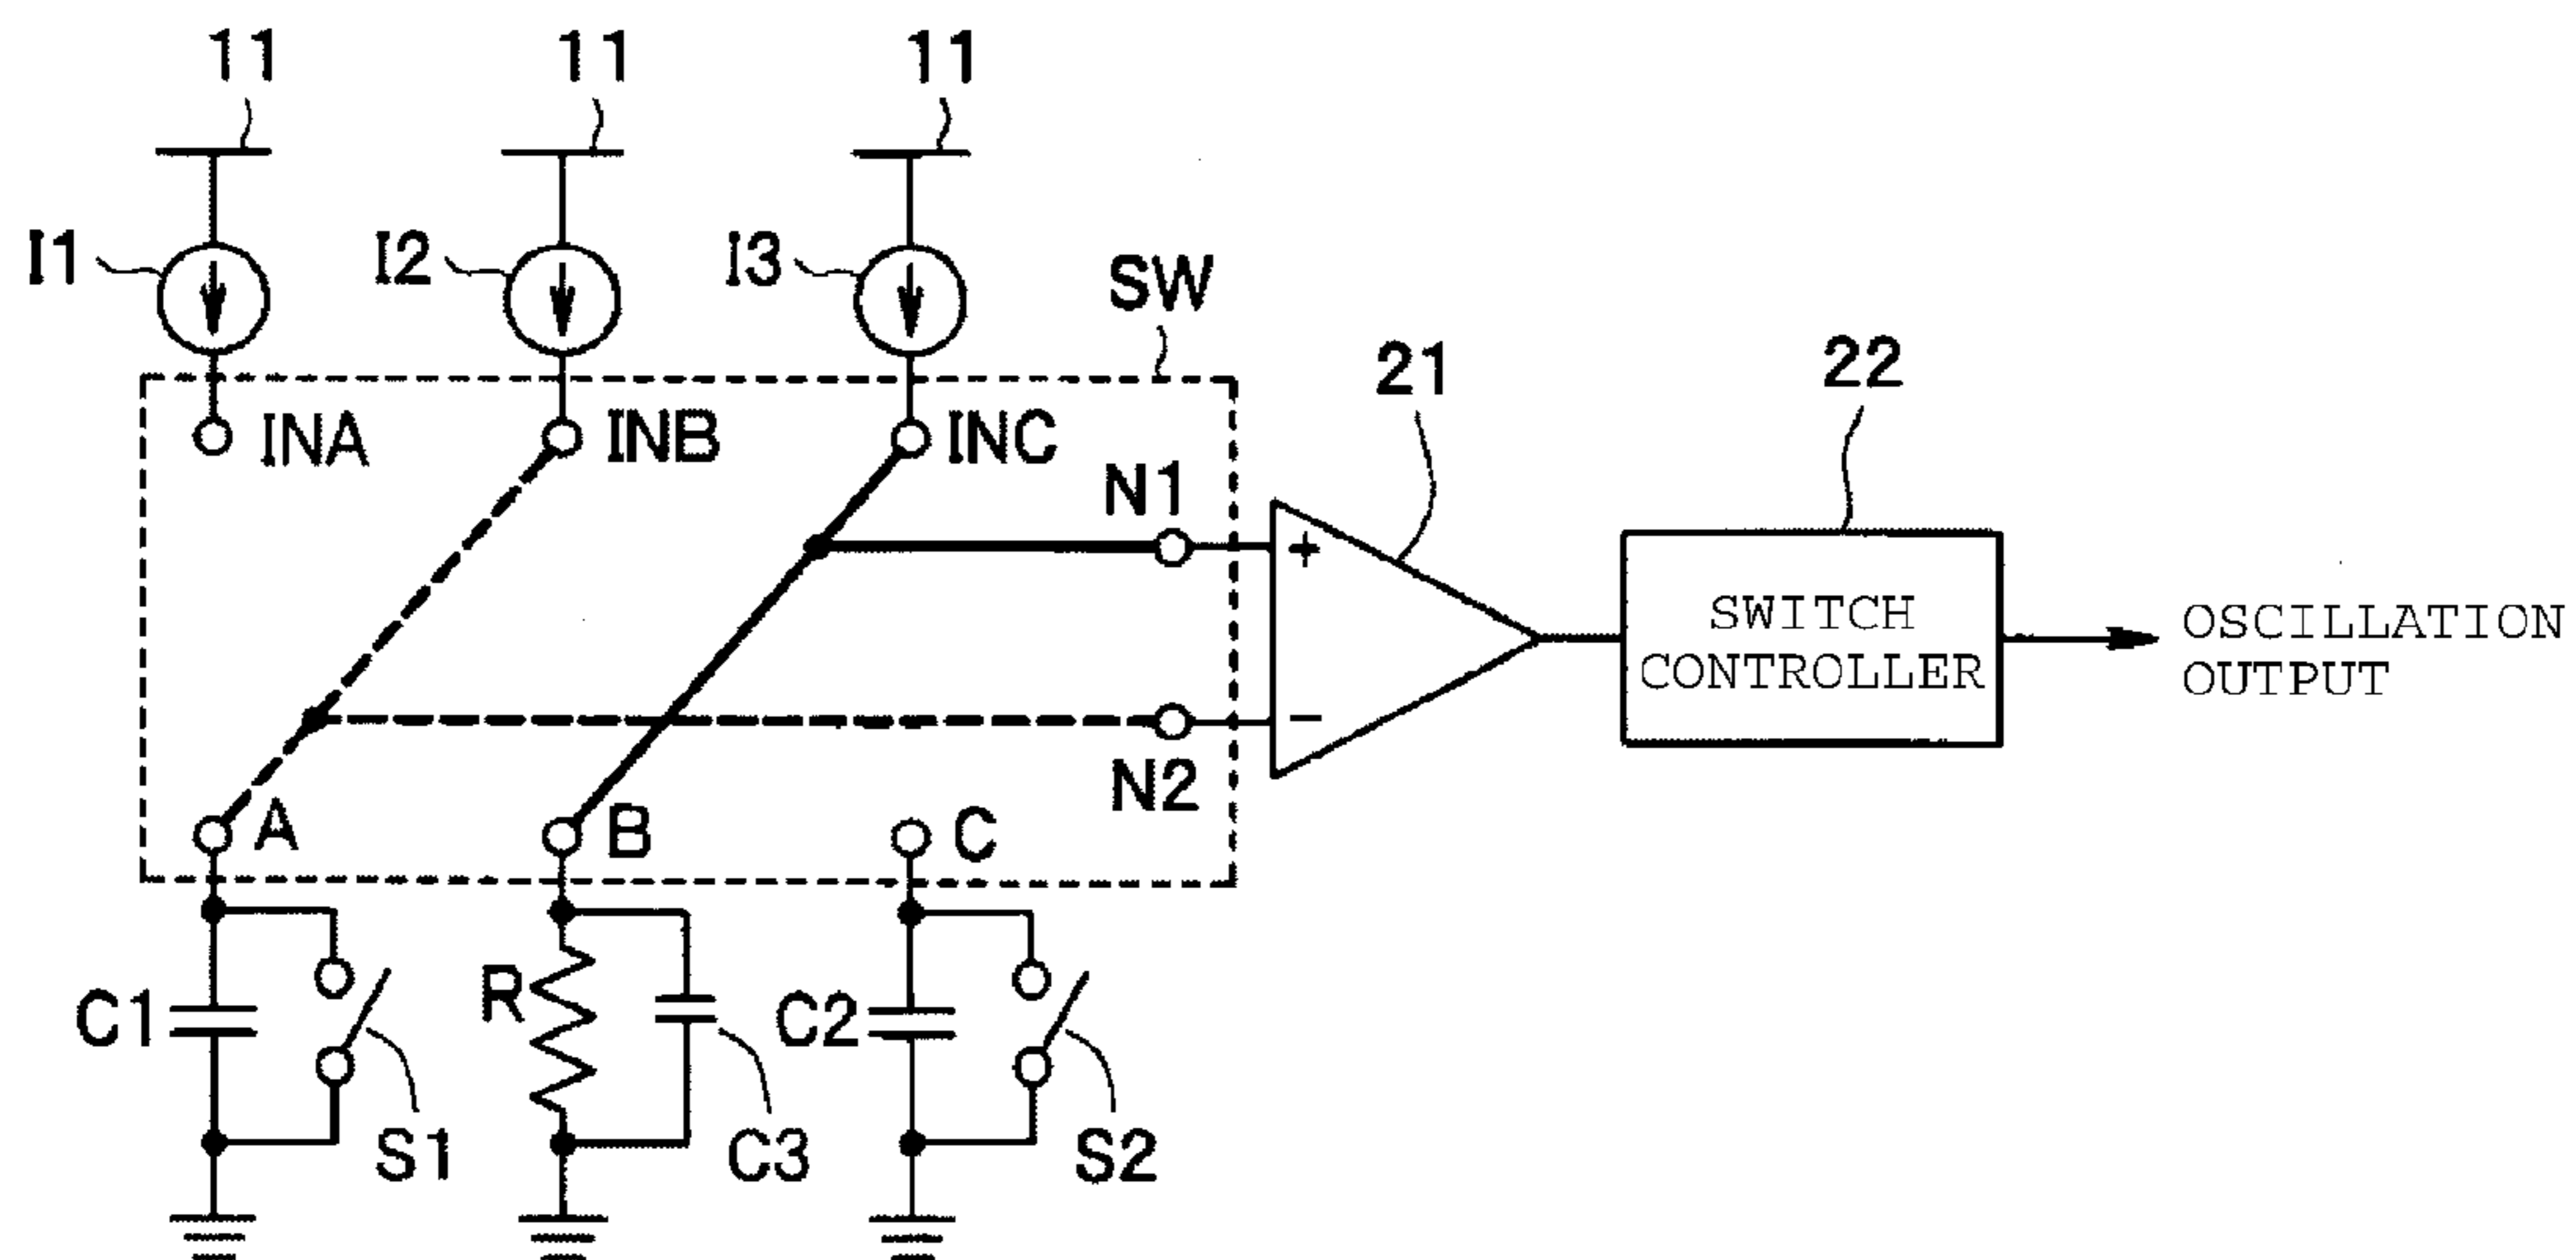 11 11 11
I1 I2 I3 SW
21 22
INA INB INC
N1
+
SWITCH
CONTROLLER
OSCILLATION
OUTPUT
−
N2
A B C
C1 R C2
S1 C3 S2